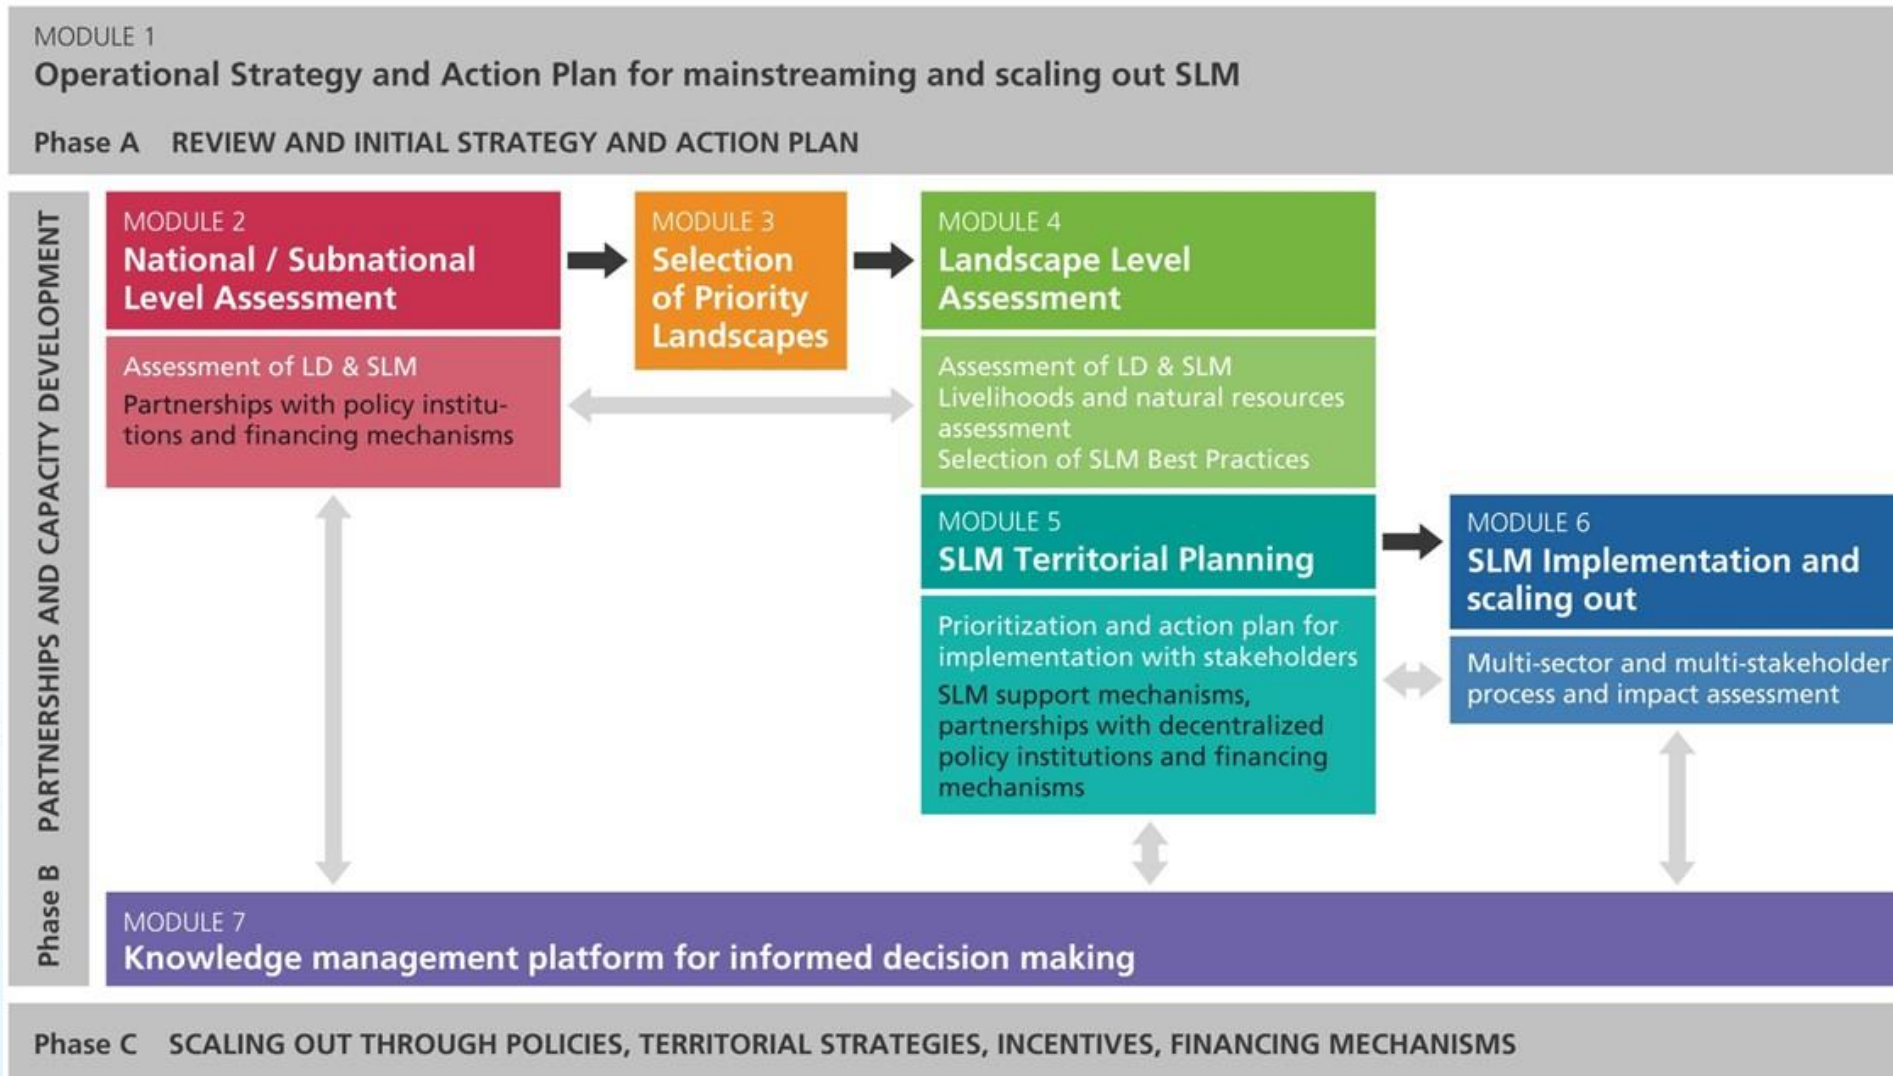 MODULE 1
Operational Strategy and Action Plan for mainstreaming and scaling out SLM
Phase A REVIEW AND INITIAL STRATEGY AND ACTION PLAN
Phase B PARTNERSHIPS AND CAPACITY DEVELOPMENT
MODULE 2
National / Subnational
Level Assessment
Assessment of LD & SLM
Partnerships with policy institu-
tions and financing mechanisms
MODULE 3
Selection
of Priority
Landscapes
MODULE 4
Landscape Level
Assessment
Assessment of LD & SLM
Livelihoods and natural resources
assessment
Selection of SLM Best Practices
MODULE 5
SLM Territorial Planning
Prioritization and action plan for
implementation with stakeholders
SLM support mechanisms,
partnerships with decentralized
policy institutions and financing
mechanisms
MODULE 6
SLM Implementation and
scaling out
Multi-sector and multi-stakeholder
process and impact assessment
MODULE 7
Knowledge management platform for informed decision making
Phase C SCALING OUT THROUGH POLICIES, TERRITORIAL STRATEGIES, INCENTIVES, FINANCING MECHANISMS